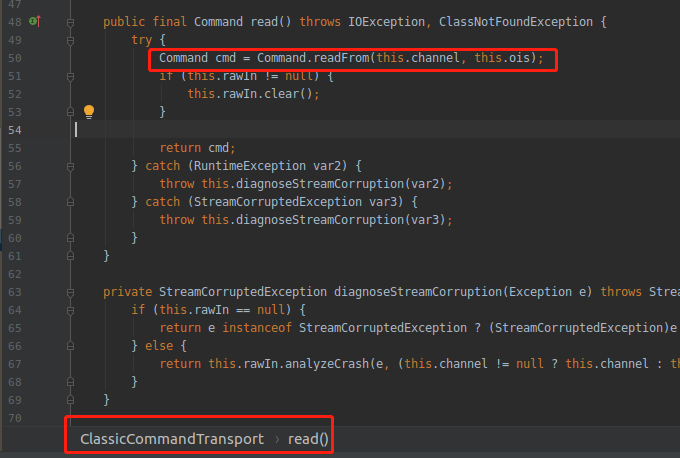 47
48 public final Command read() throws IOException, ClassNotFoundException {
49 try {
50 Command cmd = Command.readFrom(this.channel, this.ois);
51 if (this.rawIn != null) {
52 this.rawIn.clear();
53 }
54
55 return cmd;
56 } catch (RuntimeException var2) {
57 throw this.diagnoseStreamCorruption(var2);
58 } catch (StreamCorruptedException var3) {
59 throw this.diagnoseStreamCorruption(var3);
60 }
61 }
62
63 private StreamCorruptedException diagnoseStreamCorruption(Exception e) throws Strea
64 if (this.rawIn == null) {
65 return e instanceof StreamCorruptedException ? (StreamCorruptedException)e
66 } else {
67 return this.rawIn.analyzeCrash(e, (this.channel != null ? this.channel : th
68 }
69 }
70
ClassicCommandTransport › read()